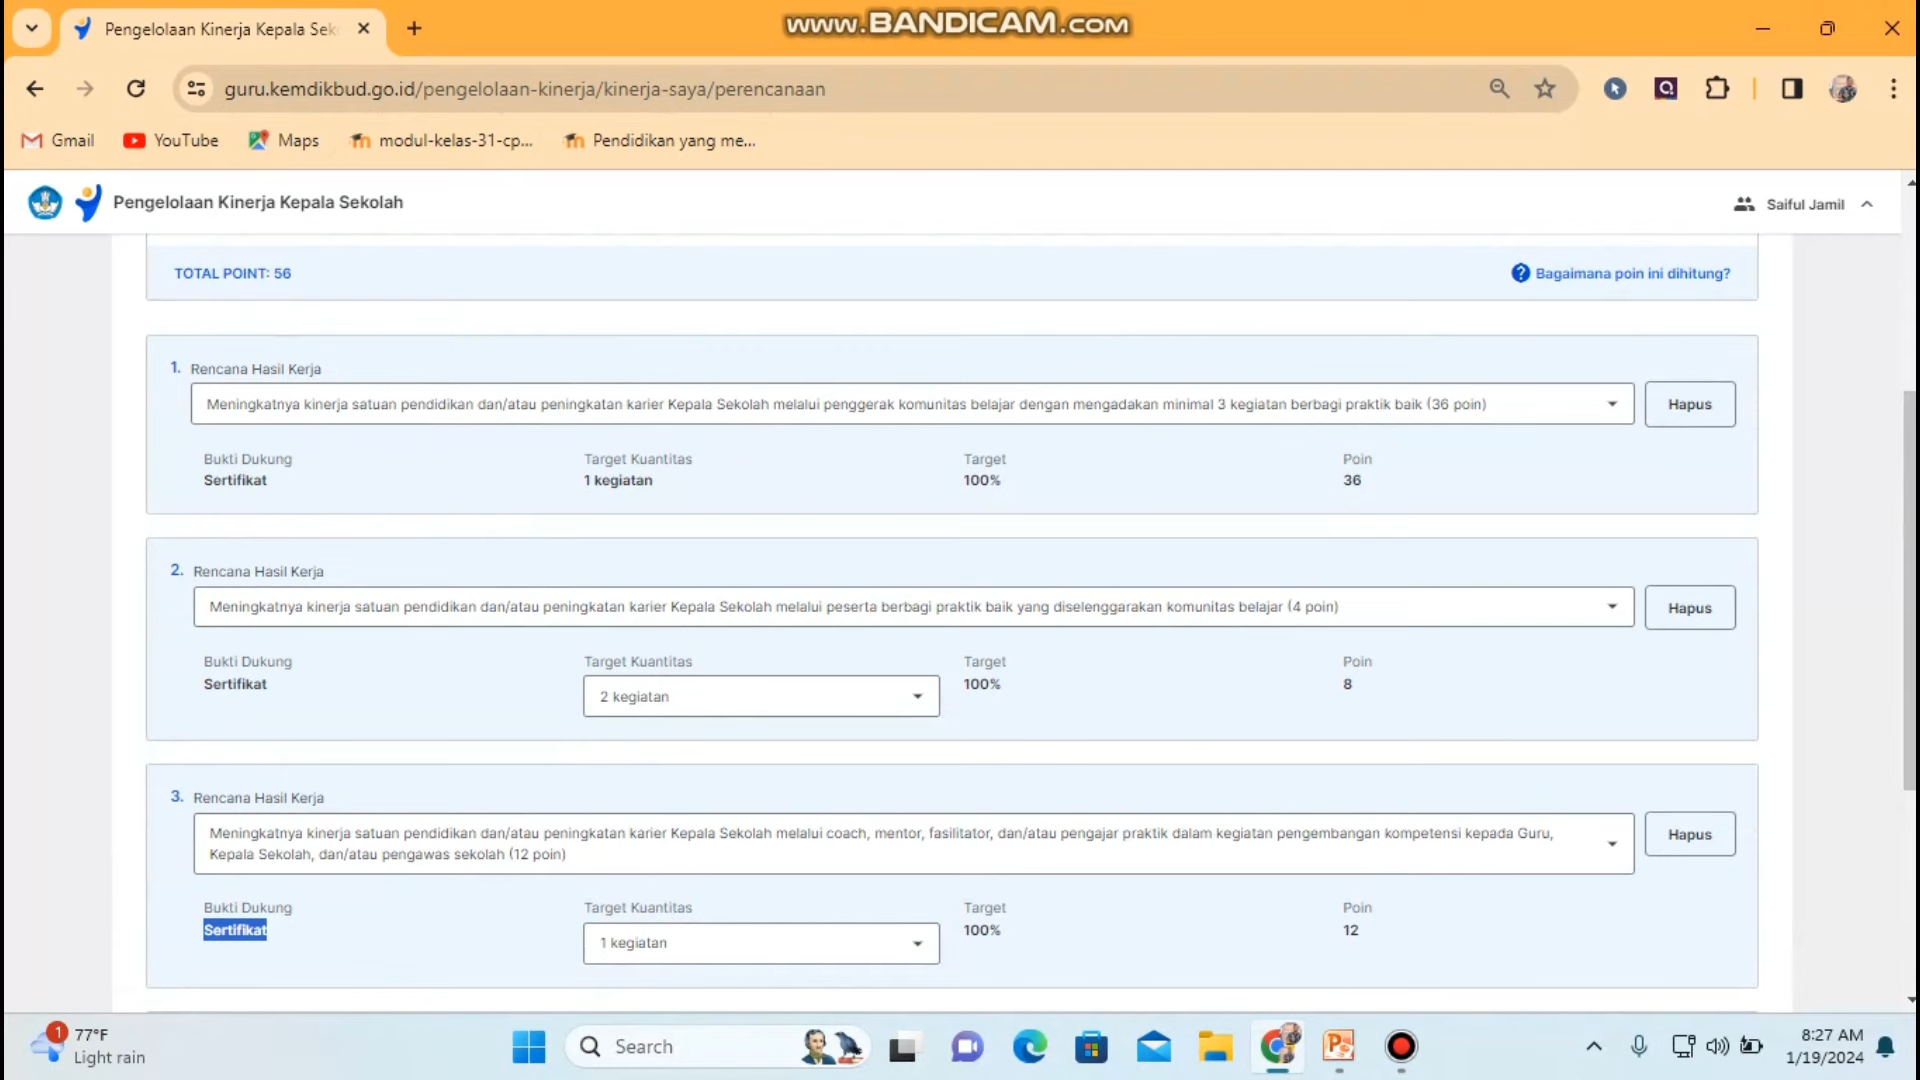 Pengelolaan Kinerja Kepala Sek
www.BANDICAM.com
guru.kemdikbud.go.id/pengelolaan-kinerja/kinerja-saya/perencanaan
Gmail
YouTube
Maps
modul-kelas-31-cp...
Pendidikan yang me...
Pengelolaan Kinerja Kepala Sekolah
Saiful Jamil
TOTAL POINT: 56
Bagaimana poin ini dihitung?
1. Rencana Hasil Kerja
Meningkatnya kinerja satuan pendidikan dan/atau peningkatan karier Kepala Sekolah melalui penggerak komunitas belajar dengan mengadakan minimal 3 kegiatan berbagi praktik baik (36 poin)
Hapus
Bukti Dukung Target Kuantitas Target Poin
Sertifikat 1 kegiatan 100% 36
2. Rencana Hasil Kerja
Meningkatnya kinerja satuan pendidikan dan/atau peningkatan karier Kepala Sekolah melalui peserta berbagi praktik baik yang diselenggarakan komunitas belajar (4 poin)
Hapus
Bukti Dukung Target Kuantitas Target Poin
Sertifikat 2 kegiatan 100% 8
3. Rencana Hasil Kerja
Meningkatnya kinerja satuan pendidikan dan/atau peningkatan karier Kepala Sekolah melalui coach, mentor, fasilitator, dan/atau pengajar praktik dalam kegiatan pengembangan kompetensi kepada Guru,
Kepala Sekolah, dan/atau pengawas sekolah (12 poin)
Hapus
Bukti Dukung Target Kuantitas Target Poin
Sertifikat 1 kegiatan 100% 12
1
77°F
Light rain
Search
8:27 AM
1/19/2024